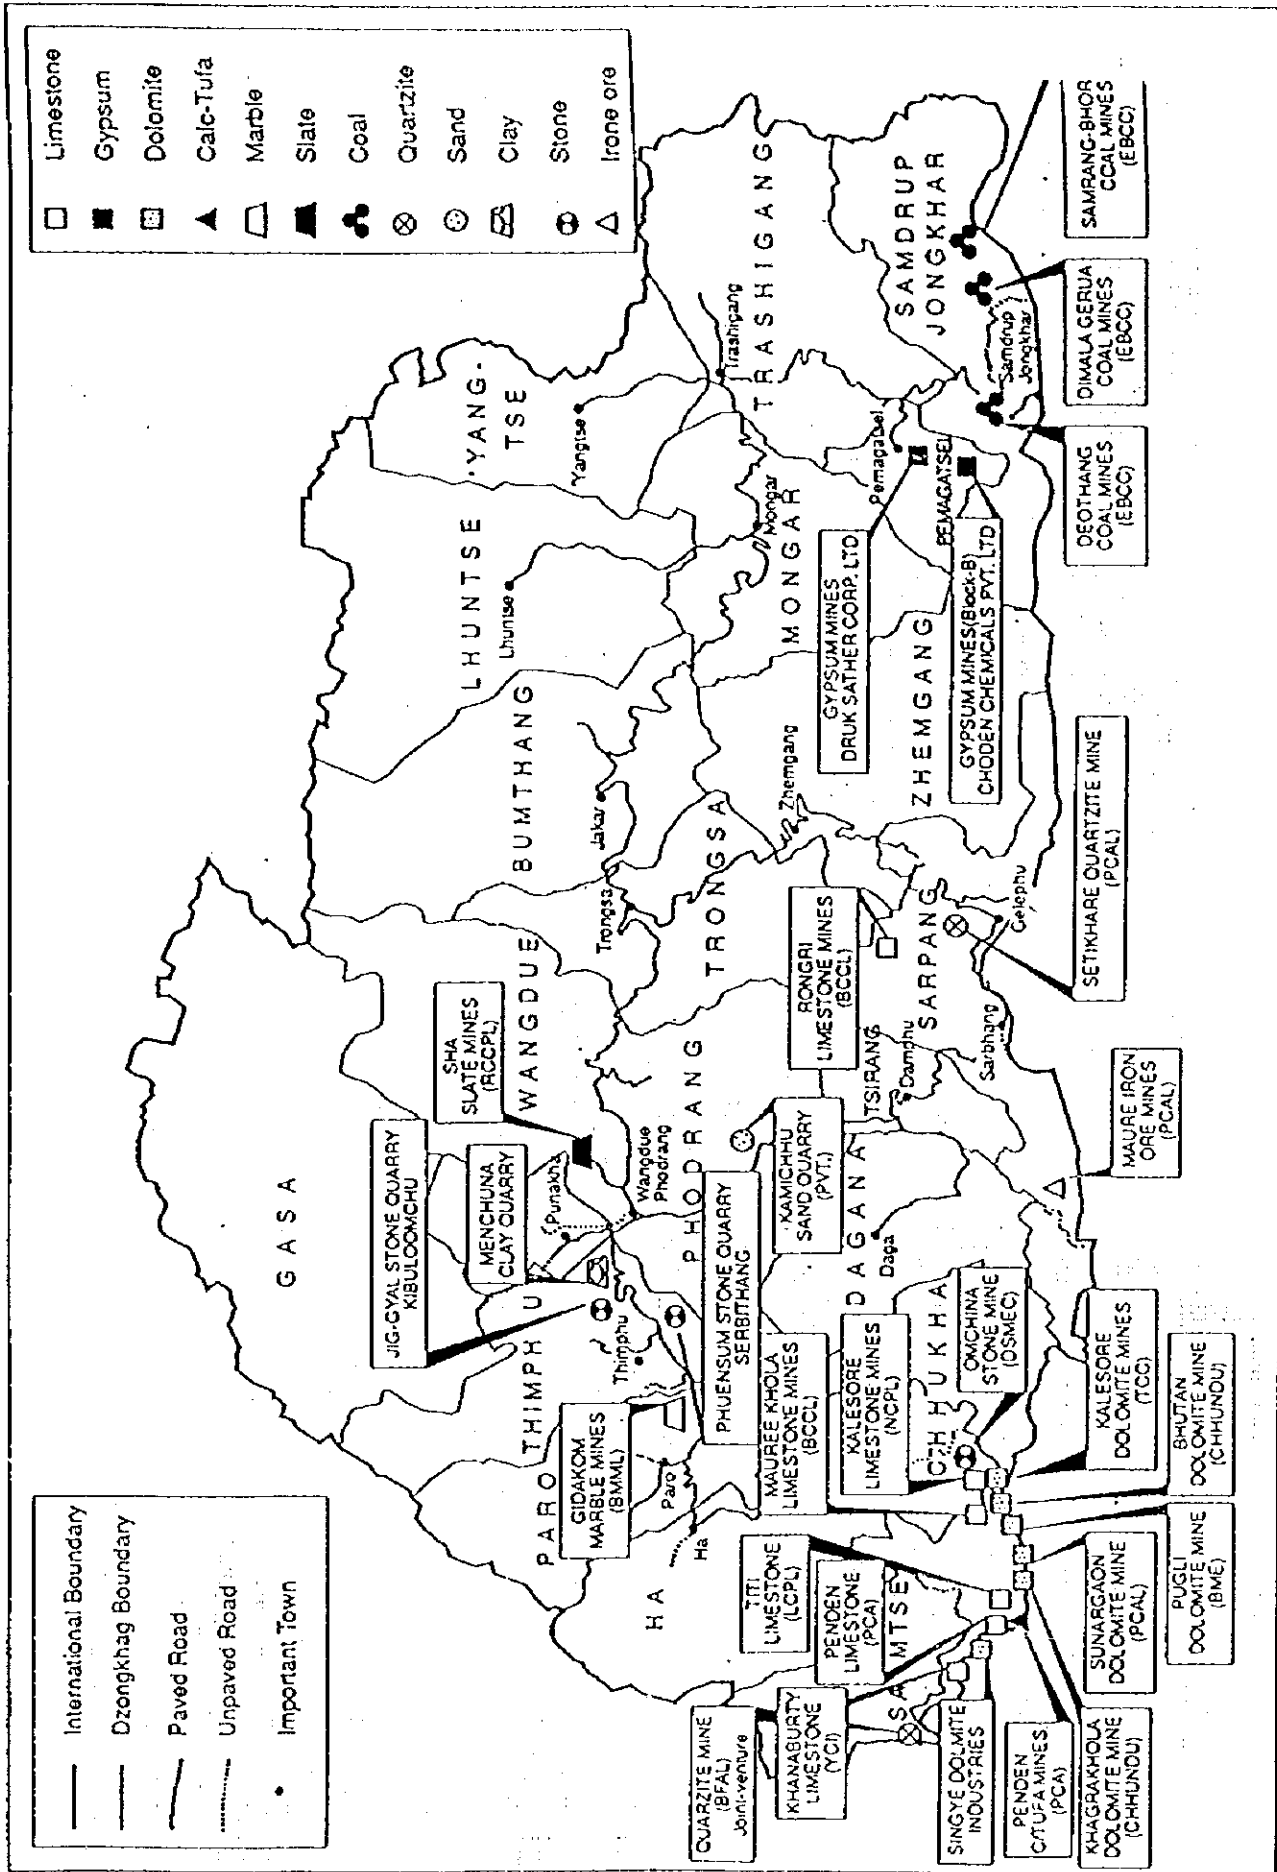 International Boundary
Dzongkhag Boundary
Paved Road
Unpaved Road
Important Town
Limestone
Gypsum
Dolomite
Calc-Tufa
Marble
Slate
Coal
Quartzite
Sand
Clay
Stone
Irone ore
GASA
LHUNTSE
YANG-
TSE
BUMTHANG
WANGDUE
PHODRANG
THIMPHU
PARO
HA
TRONGSA
MONGAR
TRASHIGANG
SAMDRUP
JONGKHAR
PEMAGATSEL
ZHEMGANG
SARPANG
TSIRANG
DAGANA
CHHUKHA
SAMTSE
Yangtse
Lhuntse
Trashigang
Mongar
Pemagatsel
Samdrup
Jongkhar
Jakar
Trongsa
Zhemgang
Gelephu
Sarbhang
Damphu
Daga
Punakha
Wangdue
Phodrang
Thimphu
Paro
Ha
JIG-GYAL STONE QUARRY
KIBULOOMCHU
MENCHUNA
CLAY QUARRY
SHA
SLATE MINES
(RCCPL)
GIDAKOM
MARBLE MINES
(BMML)
PHUENSUM STONE QUARRY
SERBITHANG
KAMICHHU
SAND QUARRY
(PVT.)
RONGRI
LIMESTONE MINES
(BCCL)
GYPSUM MINES
DRUK SATHER CORP. LTD
GYPSUM MINES(Block-B)
CHODEN CHEMICALS PVT. LTD
MAUREE KHOLA
LIMESTONE MINES
(BCCL)
KALESORE
LIMESTONE MINES
(NCPL)
OMCHINA
STONE MINE
(DSMEC)
TITI
LIMESTONE
(LCPL)
PENDEN
LIMESTONE
(PCA)
QUARZITE MINE
(BFAL)
Joint-venture
KHANABURTY
LIMESTONE
(YCI)
SINGYE DOLMITE
INDUSTRIES
PENDEN
C/TUFA MINES.
(PCA)
KHAGRAKHOLA
DOLOMITE MINE
(CHHUNDU)
SUNARGAON
DOLOMITE MINE
(PCAL)
PUGLI
DOLOMITE MINE
(BME)
BHUTAN
DOLOMITE MINE
(CHHUNDU)
KALESORE
DOLOMITE MINES
(TCC)
MAURE IRON
ORE MINES
(PCAL)
SETIKHARE QUARTZITE MINE
(PCAL)
DEOTHANG
COAL MINES
(EBCC)
DIMALA GERUA
COAL MINES
(EBCC)
SAMRANG-BHOR
COAL MINES
(EBCC)